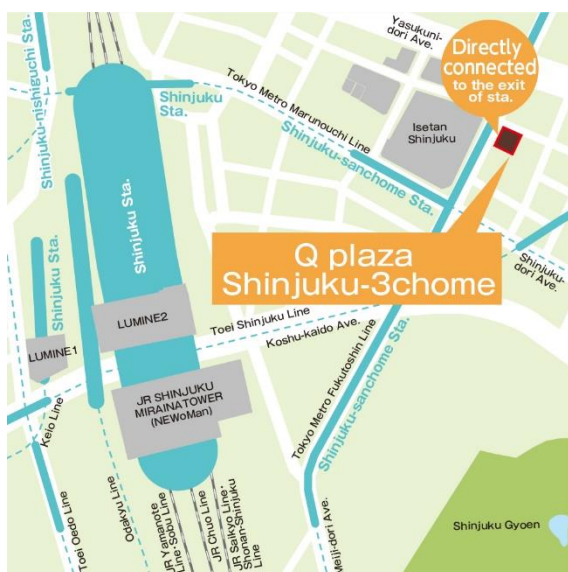 Yasukuni-
dori Ave.
Directly
connected
to the exit
of sta.
Shinjuku-nishiguchi Sta.
Shinjuku
Sta.
Tokyo Metro Marunouchi Line
Isetan
Shinjuku
Shinjuku-sanchome Sta.
Shinjuku Sta.
Shinjuku Sta.
Q plaza
Shinjuku-3chome
Shinjuku-
dori Ave.
LUMINE2
LUMINE1
Toei Shinjuku Line
Koshu-kaido Ave.
JR SHINJUKU
MIRAINATOWER
(NEWoMan)
Tokyo Metro Fukutoshin Line
Shinjuku-sanchome Sta.
Keio Line
Toei Oedo Line
Odakyu Line
JR Yamanote
Line·Sobu Line
JR Chuo Line
JR Saikyo Line·
Shonan-Shinjuku
Line
Meiji-dori Ave.
Shinjuku Gyoen